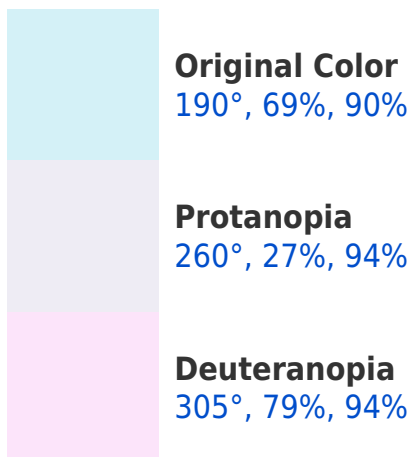 Original Color
190°, 69%, 90%
Protanopia
260°, 27%, 94%
Deuteranopia
305°, 79%, 94%